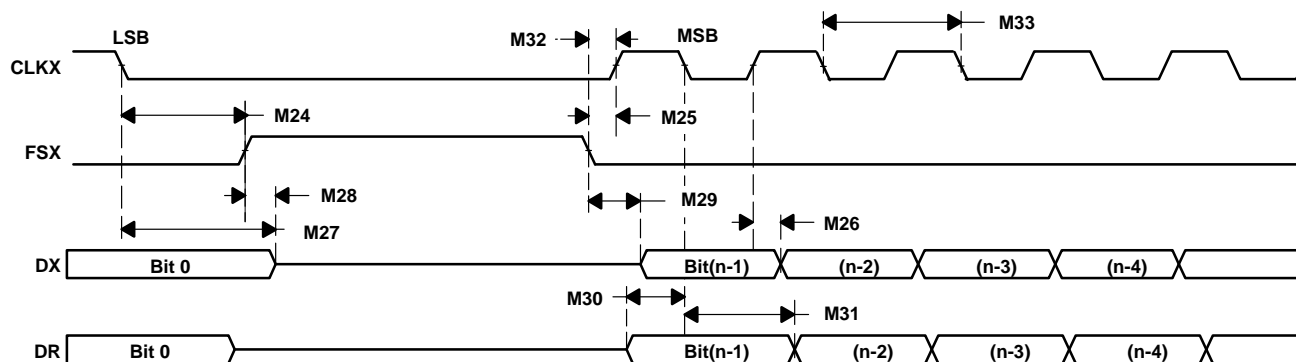 LSB
M32
MSB
M33
CLKX
M24
M25
FSX
M28
M29
M27
M26
DX
Bit 0
Bit(n-1)
(n-2)
(n-3)
(n-4)
M30
M31
DR
Bit 0
Bit(n-1)
(n-2)
(n-3)
(n-4)